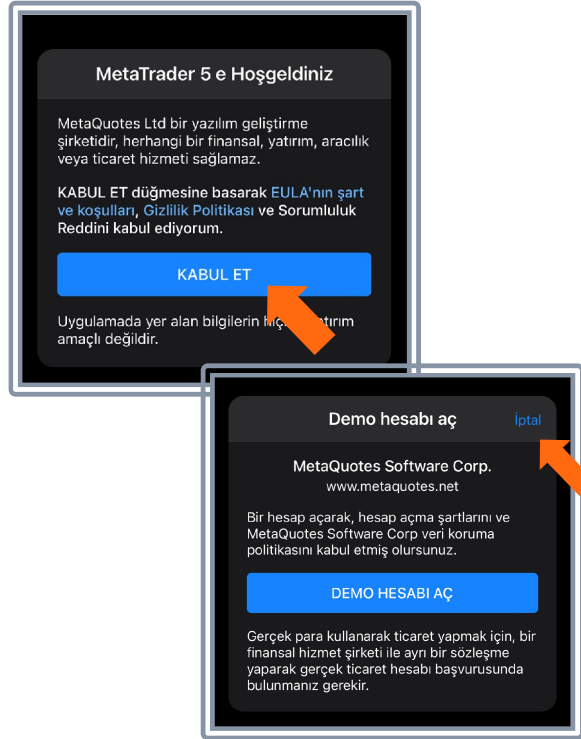 MetaTrader 5 e Hoşgeldiniz
MetaQuotes Ltd bir yazılım geliştirme
şirketidir, herhangi bir finansal, yatırım, aracılık
veya ticaret hizmeti sağlamaz.
KABUL ET düğmesine basarak EULA'nın şart
ve koşulları, Gizlilik Politikası ve Sorumluluk
Reddini kabul ediyorum.
KABUL ET
Uygulamada yer alan bilgilerin
amaçlı değildir.
Demo hesabı aç
İptal
MetaQuotes Software Corp.
www.metaquotes.net
Bir hesap açarak, hesap açma şartlarını ve
MetaQuotes Software Corp veri koruma
politikasını kabul etmiş olursunuz.
DEMO HESABI AÇ
Gerçek para kullanarak ticaret yapmak için, bir
finansal hizmet şirketi ile ayrı bir sözleşme
yaparak gerçek ticaret hesabı başvurusunda
bulunmanız gerekir.